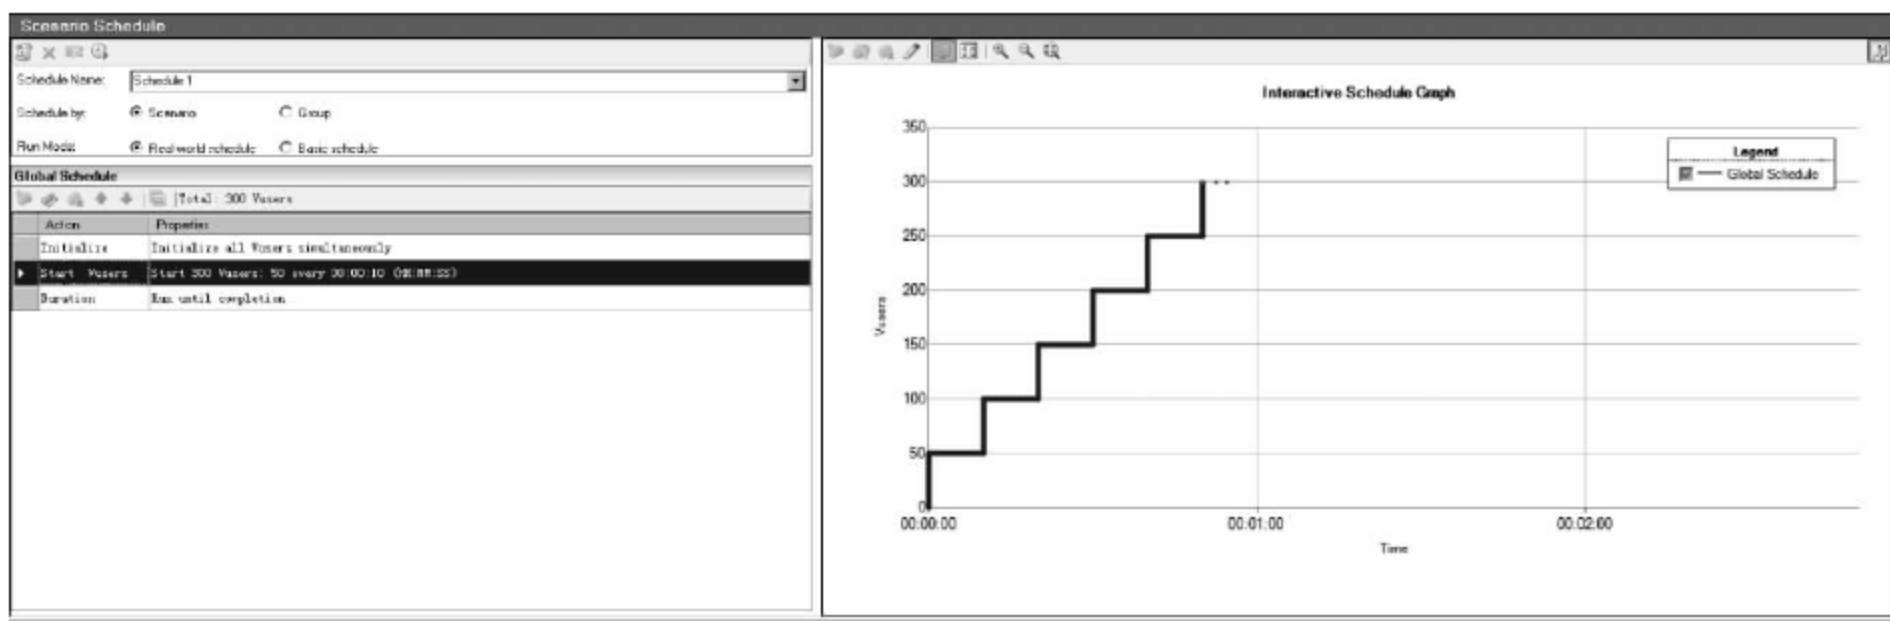 Scenario Schedule
Schedule Name: Schedule 1
Schedule by: Scenario Group
Run Mode: Real-world schedule Basic schedule
Global Schedule
Total: 300 Vusers
Action Properties
Initialize Initialize all Vusers simultaneously
Start Vusers Start 300 Vusers: 50 every 00:00:10 (HH:MM:SS)
Duration Run until completion
Interactive Schedule Graph
350
300
250
200
150
100
50
0
Vusers
00:00:00 00:01:00 00:02:00
Time
Legend
Global Schedule